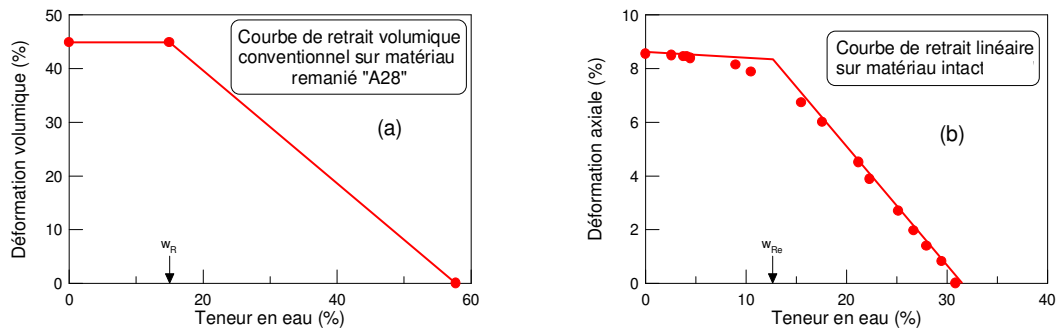 Déformation volumique (%)
50
40
30
20
10
0
Courbe de retrait volumique
conventionnel sur matériau
remanié "A28"
(a)
wR
0 20 40 60
Teneur en eau (%)
Déformation axiale (%)
10
8
6
4
2
0
Courbe de retrait linéaire
sur matériau intact
(b)
wRe
0 10 20 30 40
Teneur en eau (%)